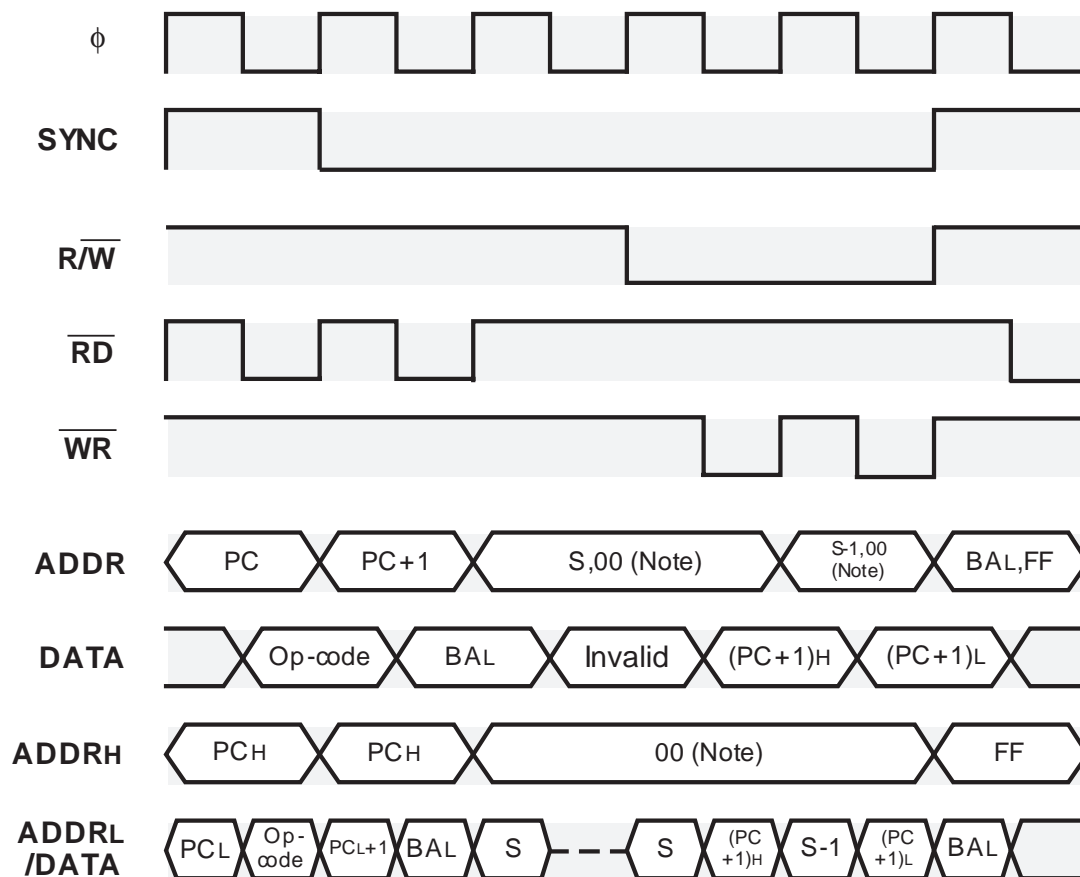 ϕ
SYNC
R/W
RD
WR
ADDR
PC
PC+1
S,00 (Note)
S-1,00
(Note)
BAL,FF
DATA
Op-code
BAL
Invalid
(PC+1)H
(PC+1)L
ADDRH
PCH
PCH
00 (Note)
FF
ADDRL
/DATA
PCL
Op-
code
PCL+1
BAL
S
S
(PC
+1)H
S-1
(PC
+1)L
BAL